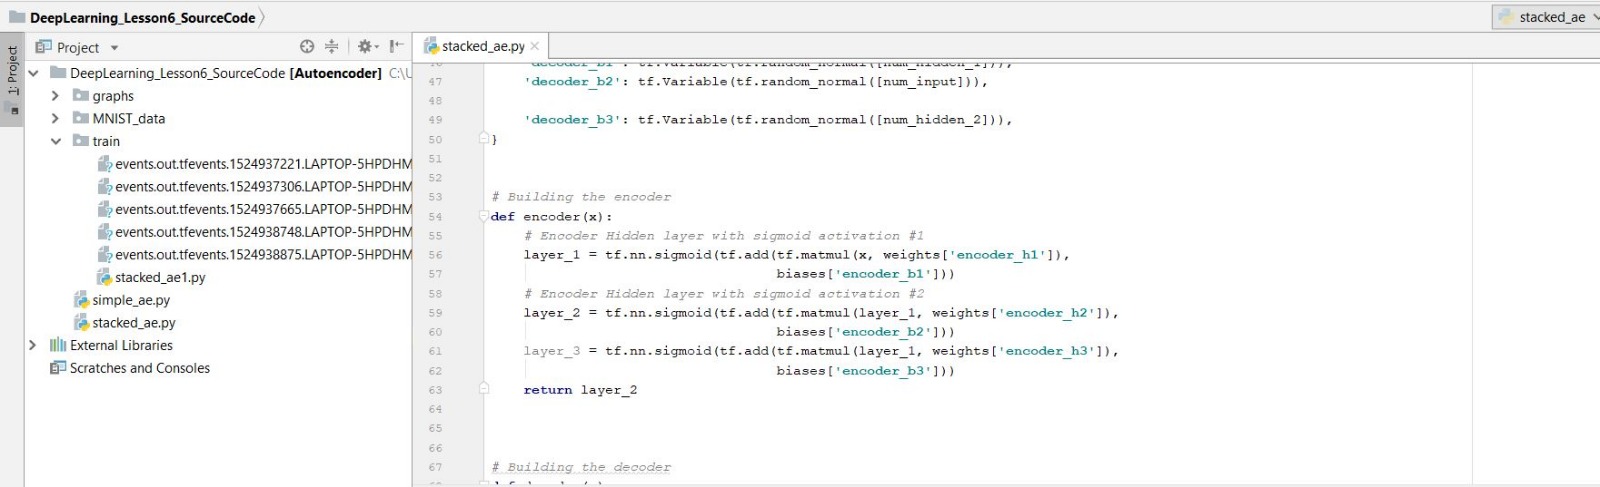 DeepLearning_Lesson6_SourceCode
stacked_ae
1: Project
Project
DeepLearning_Lesson6_SourceCode [Autoencoder] C:\U
graphs
MNIST_data
train
events.out.tfevents.1524937221.LAPTOP-5HPDHM
events.out.tfevents.1524937306.LAPTOP-5HPDHM
events.out.tfevents.1524937665.LAPTOP-5HPDHM
events.out.tfevents.1524938748.LAPTOP-5HPDHM
events.out.tfevents.1524938875.LAPTOP-5HPDHM
stacked_ae1.py
simple_ae.py
stacked_ae.py
External Libraries
Scratches and Consoles
stacked_ae.py
46 'decoder_b1': tf.Variable(tf.random_normal([num_hidden_1])),
47 'decoder_b2': tf.Variable(tf.random_normal([num_input])),
48
49 'decoder_b3': tf.Variable(tf.random_normal([num_hidden_2])),
50 }
51
52
53 # Building the encoder
54 def encoder(x):
55 # Encoder Hidden layer with sigmoid activation #1
56 layer_1 = tf.nn.sigmoid(tf.add(tf.matmul(x, weights['encoder_h1']),
57 biases['encoder_b1']))
58 # Encoder Hidden layer with sigmoid activation #2
59 layer_2 = tf.nn.sigmoid(tf.add(tf.matmul(layer_1, weights['encoder_h2']),
60 biases['encoder_b2']))
61 layer_3 = tf.nn.sigmoid(tf.add(tf.matmul(layer_1, weights['encoder_h3']),
62 biases['encoder_b3']))
63 return layer_2
64
65
66
67 # Building the decoder